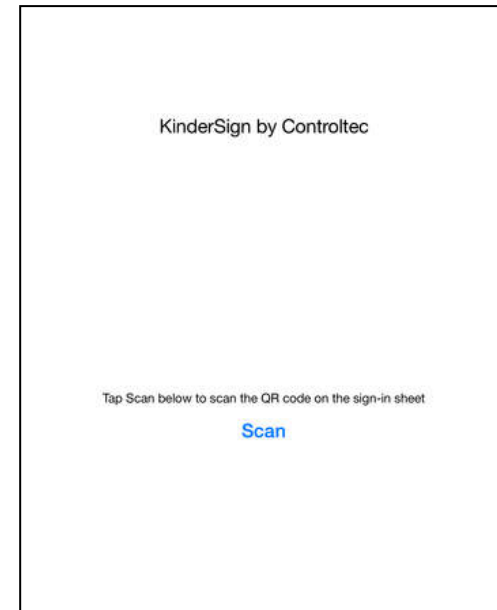 KinderSign by Controltec
Tap Scan below to scan the QR code on the sign-in sheet
Scan